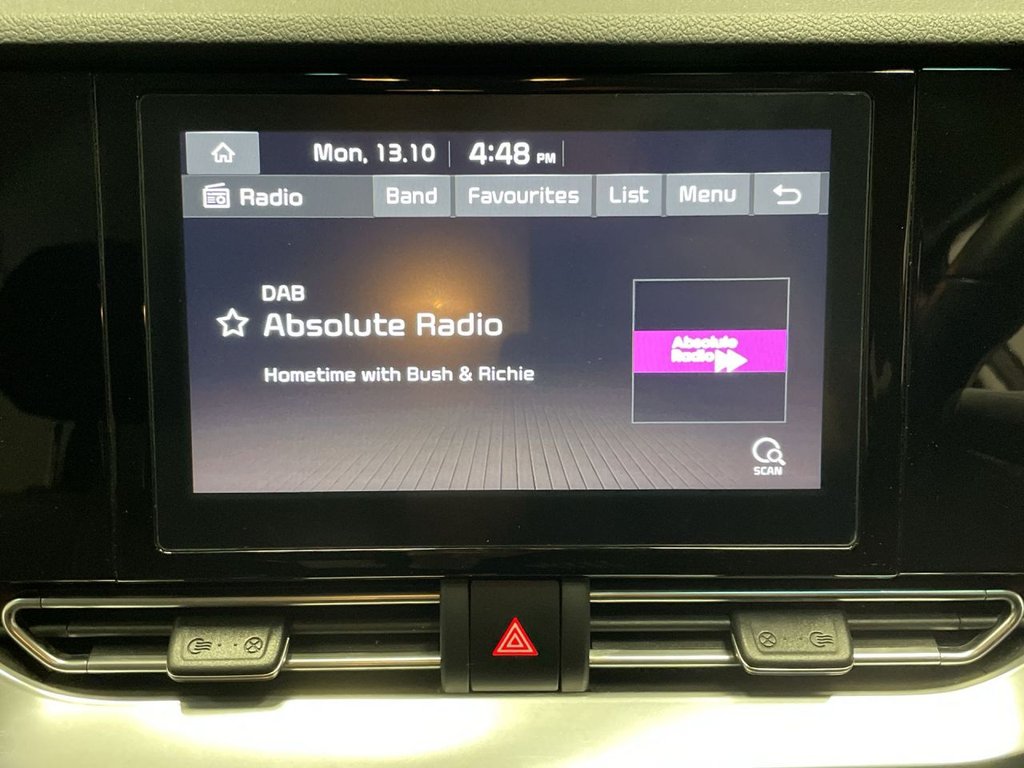 Mon, 13.10 4:48 PM
Radio Band Favourites List Menu
DAB
Absolute Radio
Hometime with Bush & Richie
Absolute
Radio
SCAN